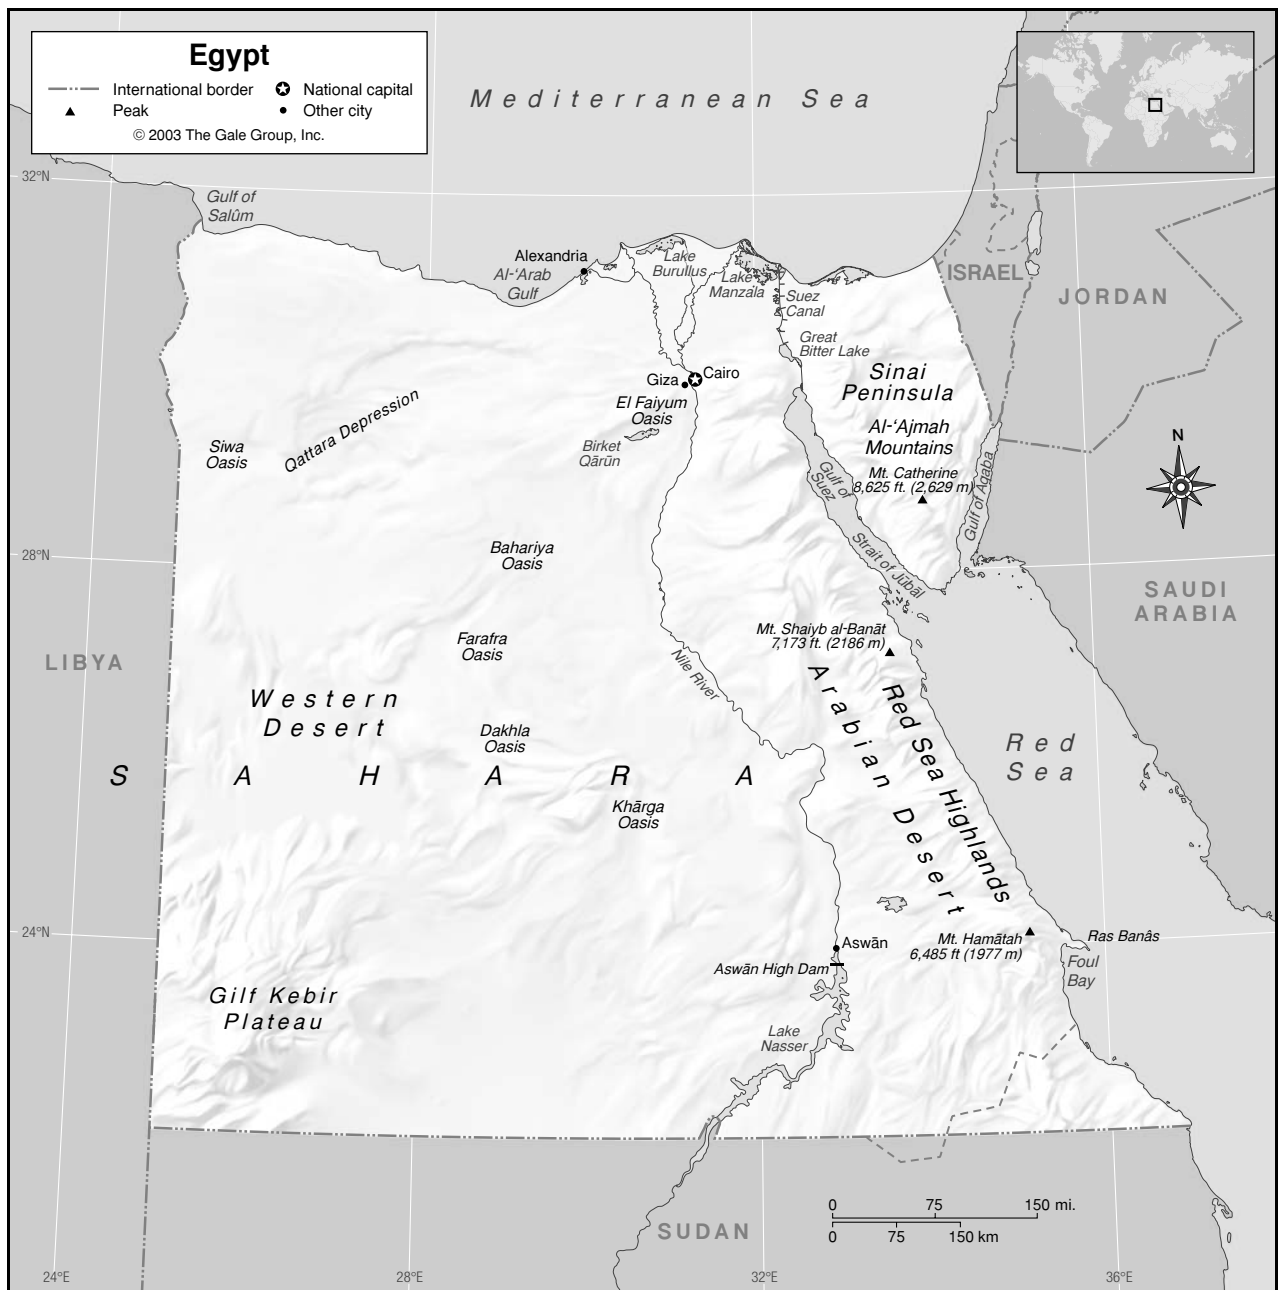 Egypt
International border
National capital
Peak
Other city
© 2003 The Gale Group, Inc.
Mediterranean Sea
32°N
Gulf of
Salûm
Alexandria
Al-‘Arab
Gulf
Lake
Burullus
Lake
Manzala
Suez
Canal
Great
Bitter Lake
ISRAEL
JORDAN
Giza
Cairo
El Faiyum
Oasis
Birket
Qārūn
Sinai
Peninsula
Al-‘Ajmah
Mountains
Mt. Catherine
8,625 ft. (2,629 m)
Gulf of
Suez
Gulf of Aqaba
Strait of Jūbāl
N
Siwa
Oasis
Qattara Depression
28°N
Bahariya
Oasis
SAUDI
ARABIA
Mt. Shaiyb al-Banāt
7,173 ft. (2186 m)
Farafra
Oasis
LIBYA
Nile River
Western
Desert
Dakhla
Oasis
Arabian Desert
Red Sea Highlands
Red
Sea
SAHARA
Khārga
Oasis
24°N
Aswān
Aswān High Dam
Mt. Hamātah
6,485 ft (1977 m)
Ras Banâs
Foul
Bay
Gilf Kebir
Plateau
Lake
Nasser
SUDAN
0 75 150 mi.
0 75 150 km
24°E
28°E
32°E
36°E